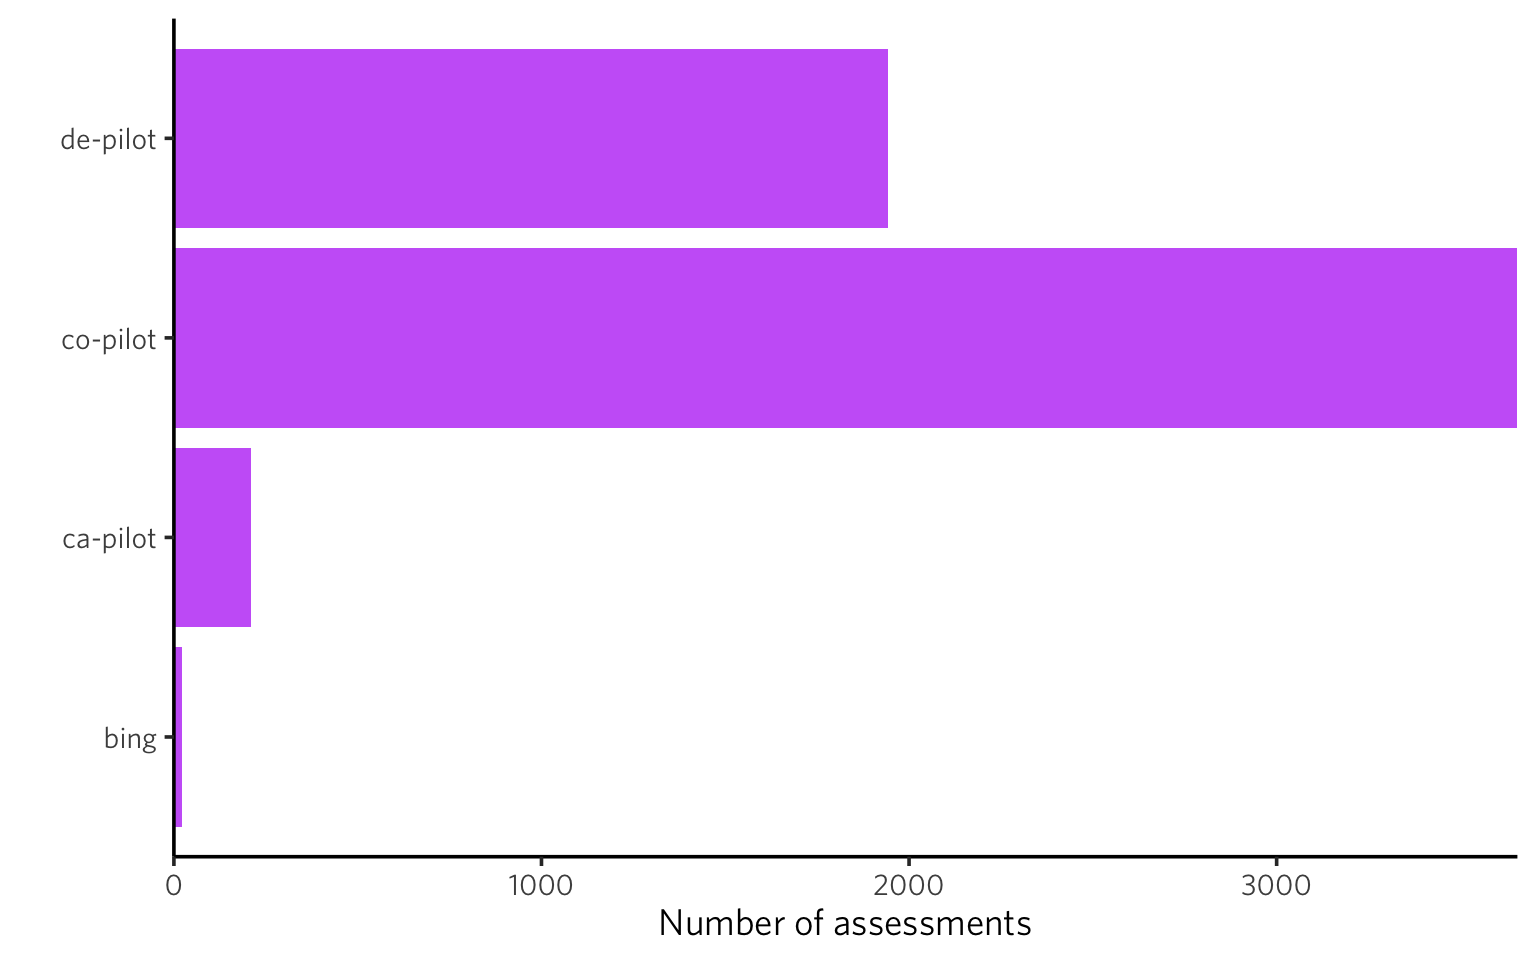 de-pilot
co-pilot
ca-pilot
bing
0 1000 2000 3000
Number of assessments